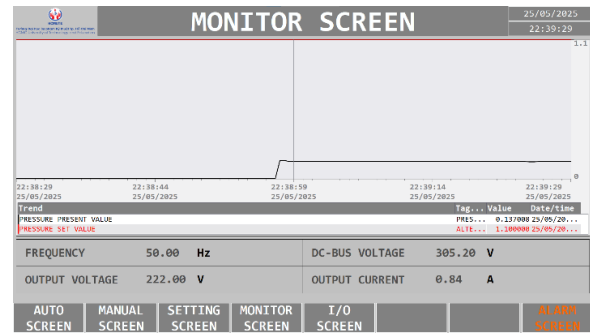 MONITOR SCREEN
25/05/2025
22:39:29
1.1
0
22:38:29 22:38:44 22:38:59 22:39:14 22:39:29
25/05/2025 25/05/2025 25/05/2025 25/05/2025 25/05/2025
Trend Tag... Value Date/time
PRESSURE PRESENT VALUE PRES... 0.137000 25/05/20...
PRESSURE SET VALUE ALTE... 1.100000 25/05/20...
FREQUENCY 50.00 Hz DC-BUS VOLTAGE 305.20 V
OUTPUT VOLTAGE 222.00 V OUTPUT CURRENT 0.84 A
AUTO MANUAL SETTING MONITOR I/O ALARM
SCREEN SCREEN SCREEN SCREEN SCREEN SCREEN